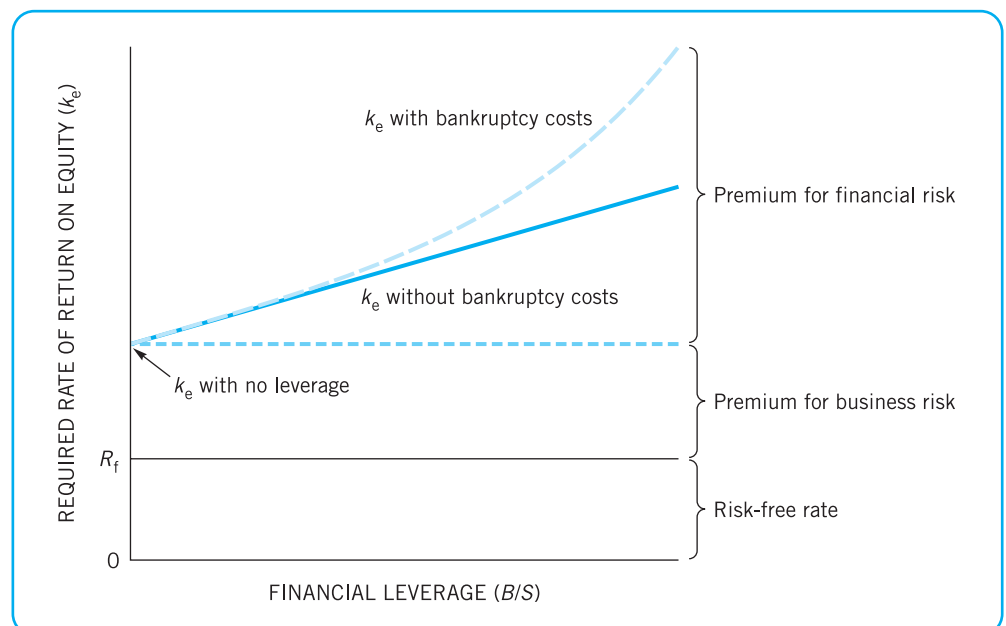 REQUIRED RATE OF RETURN ON EQUITY (kₑ)
kₑ with bankruptcy costs
Premium for financial risk
kₑ without bankruptcy costs
kₑ with no leverage
Premium for business risk
R_f
Risk-free rate
0
FINANCIAL LEVERAGE (B/S)